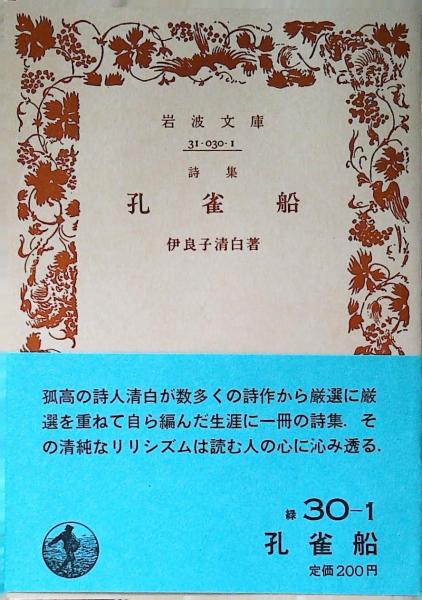 岩波文庫
31-030-1
詩集
孔雀船
伊良子清白著
孤高の詩人清白が数多くの詩作から厳選に厳
選を重ねて自ら編んだ生涯に一冊の詩集．そ
の清純なリリシズムは読む人の心に沁み透る．
緑 30-1
孔雀船
定価200円